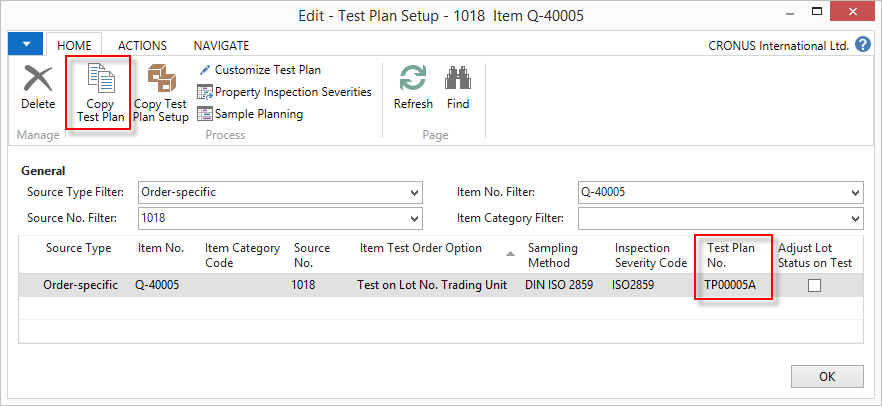 Edit - Test Plan Setup - 1018 Item Q-40005
HOME ACTIONS NAVIGATE CRONUS International Ltd. ?
Delete
Copy
Test Plan
Copy Test
Plan Setup
Customize Test Plan
Property Inspection Severities
Sample Planning
Refresh
Find
Manage Process Page
General
Source Type Filter: Order-specific Item No. Filter: Q-40005
Source No. Filter: 1018 Item Category Filter:
Source Type Item No. Item Category Code Source No. Item Test Order Option Sampling Method Inspection Severity Code Test Plan No. Adjust Lot Status on Test
Order-specific Q-40005 1018 Test on Lot No. Trading Unit DIN ISO 2859 ISO2859 TP00005A
OK